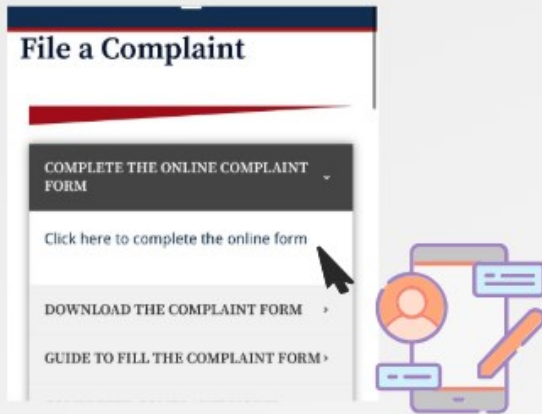 File a Complaint
COMPLETE THE ONLINE COMPLAINT
FORM
Click here to complete the online form
DOWNLOAD THE COMPLAINT FORM
GUIDE TO FILL THE COMPLAINT FORM